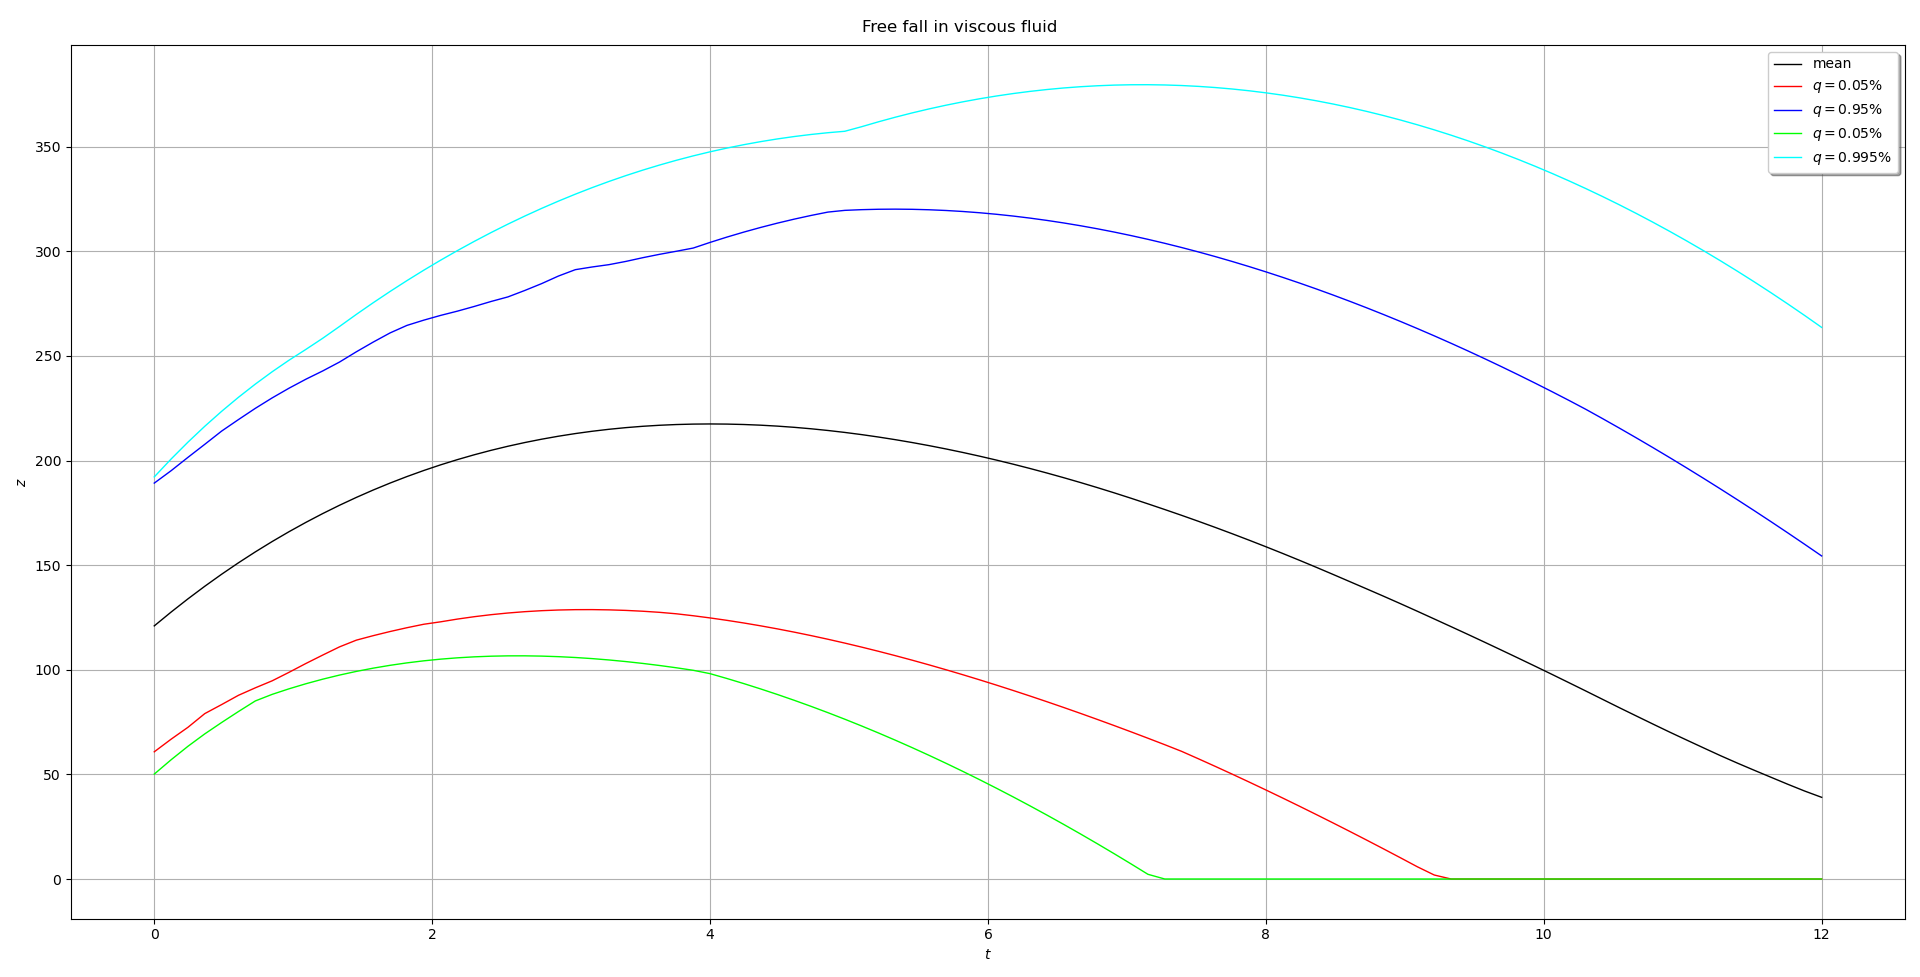 Free fall in viscous fluid
mean
q = 0.05%
q = 0.95%
q = 0.05%
q = 0.995%
350
300
250
200
150
100
50
0
z
0 2 4 6 8 10 12
t